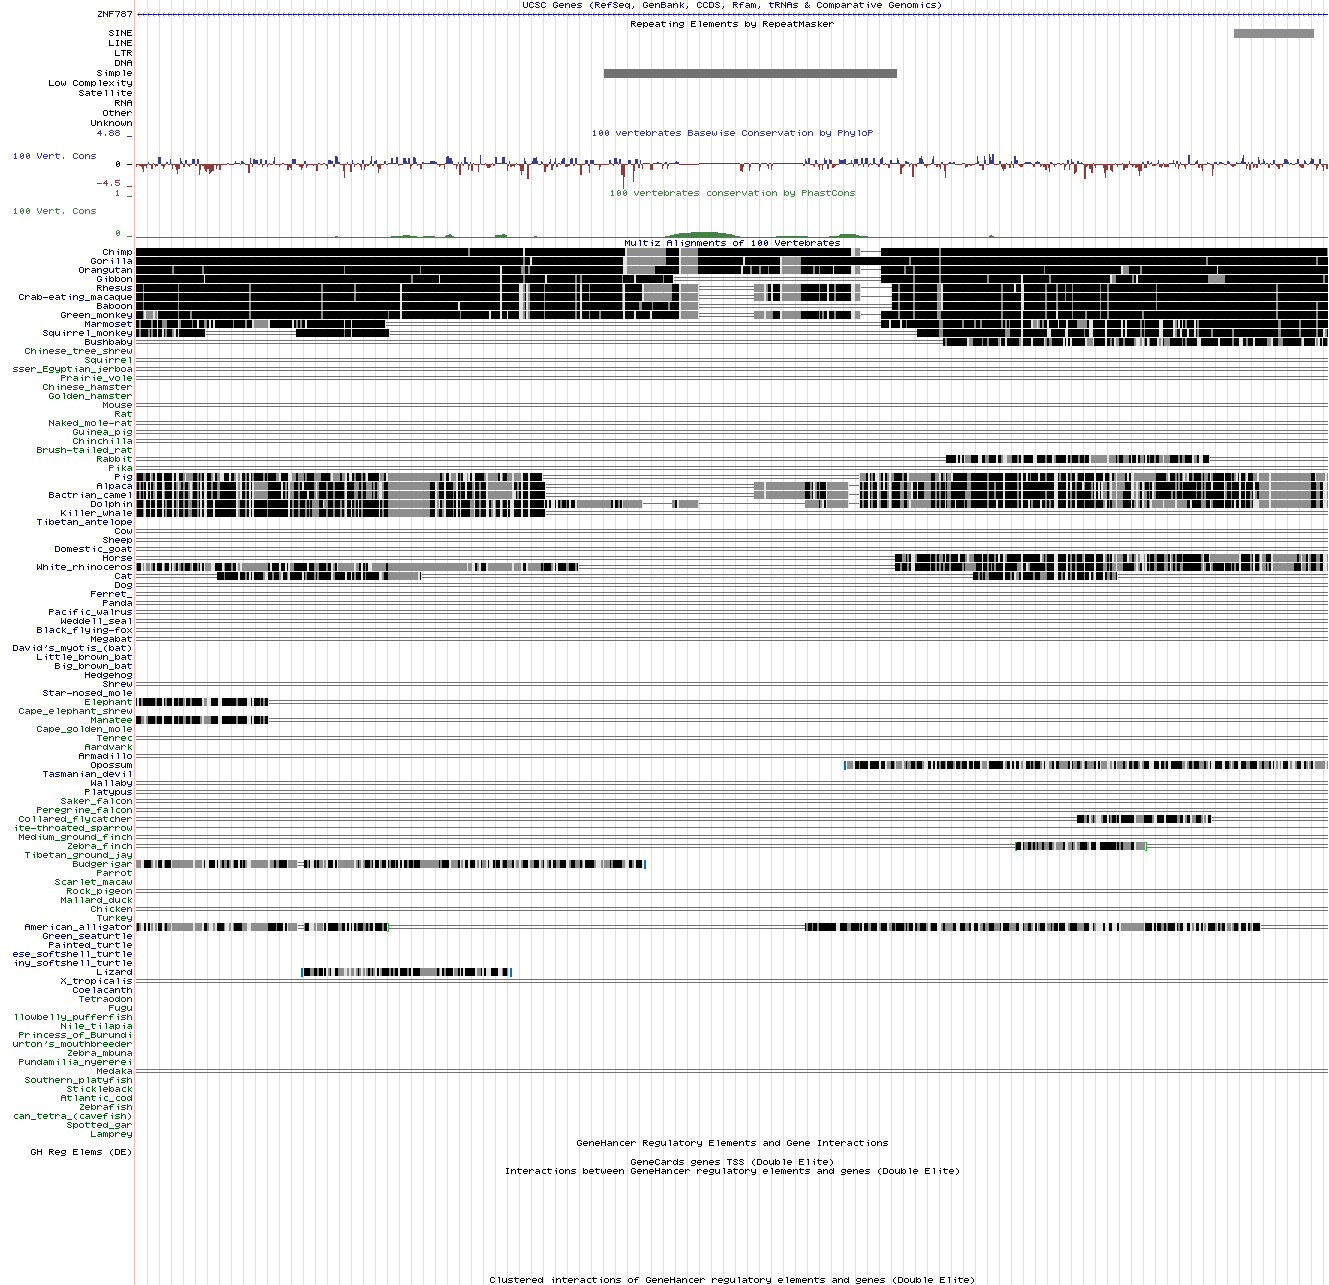 UCSC Genes (RefSeq, GenBank, CCDS, Rfam, tRNAs & Comparative Genomics)
ZNF787
Repeating Elements by RepeatMasker
SINE
LINE
LTR
DNA
Simple
Low Complexity
Satellite
RNA
Other
Unknown
4.88 _
100 vertebrates Basewise Conservation by PhyloP
100 Vert. Cons
0 _
-4.5 _
1 _
100 vertebrates conservation by PhastCons
100 Vert. Cons
0 _
Multiz Alignments of 100 Vertebrates
Chimp
Gorilla
Orangutan
Gibbon
Rhesus
Crab-eating_macaque
Baboon
Green_monkey
Marmoset
Squirrel_monkey
Bushbaby
Chinese_tree_shrew
Squirrel
sser_Egyptian_jerboa
Prairie_vole
Chinese_hamster
Golden_hamster
Mouse
Rat
Naked_mole-rat
Guinea_pig
Chinchilla
Brush-tailed_rat
Rabbit
Pika
Pig
Alpaca
Bactrian_camel
Dolphin
Killer_whale
Tibetan_antelope
Cow
Sheep
Domestic_goat
Horse
White_rhinoceros
Cat
Dog
Ferret_
Panda
Pacific_walrus
Weddell_seal
Black_flying-fox
Megabat
David's_myotis_(bat)
Little_brown_bat
Big_brown_bat
Hedgehog
Shrew
Star-nosed_mole
Elephant
Cape_elephant_shrew
Manatee
Cape_golden_mole
Tenrec
Aardvark
Armadillo
Opossum
Tasmanian_devil
Wallaby
Platypus
Saker_falcon
Peregrine_falcon
Collared_flycatcher
ite-throated_sparrow
Medium_ground_finch
Zebra_finch
Tibetan_ground_jay
Budgerigar
Parrot
Scarlet_macaw
Rock_pigeon
Mallard_duck
Chicken
Turkey
American_alligator
Green_seaturtle
Painted_turtle
ese_softshell_turtle
iny_softshell_turtle
Lizard
X_tropicalis
Coelacanth
Tetraodon
Fugu
llowbelly_pufferfish
Nile_tilapia
Princess_of_Burundi
urton's_mouthbreeder
Zebra_mbuna
Pundamilia_nyererei
Medaka
Southern_platyfish
Stickleback
Atlantic_cod
Zebrafish
can_tetra_(cavefish)
Spotted_gar
Lamprey
GeneHancer Regulatory Elements and Gene Interactions
GH Reg Elems (DE)
GeneCards genes TSS (Double Elite)
Interactions between GeneHancer regulatory elements and genes (Double Elite)
Clustered interactions of GeneHancer regulatory elements and genes (Double Elite)